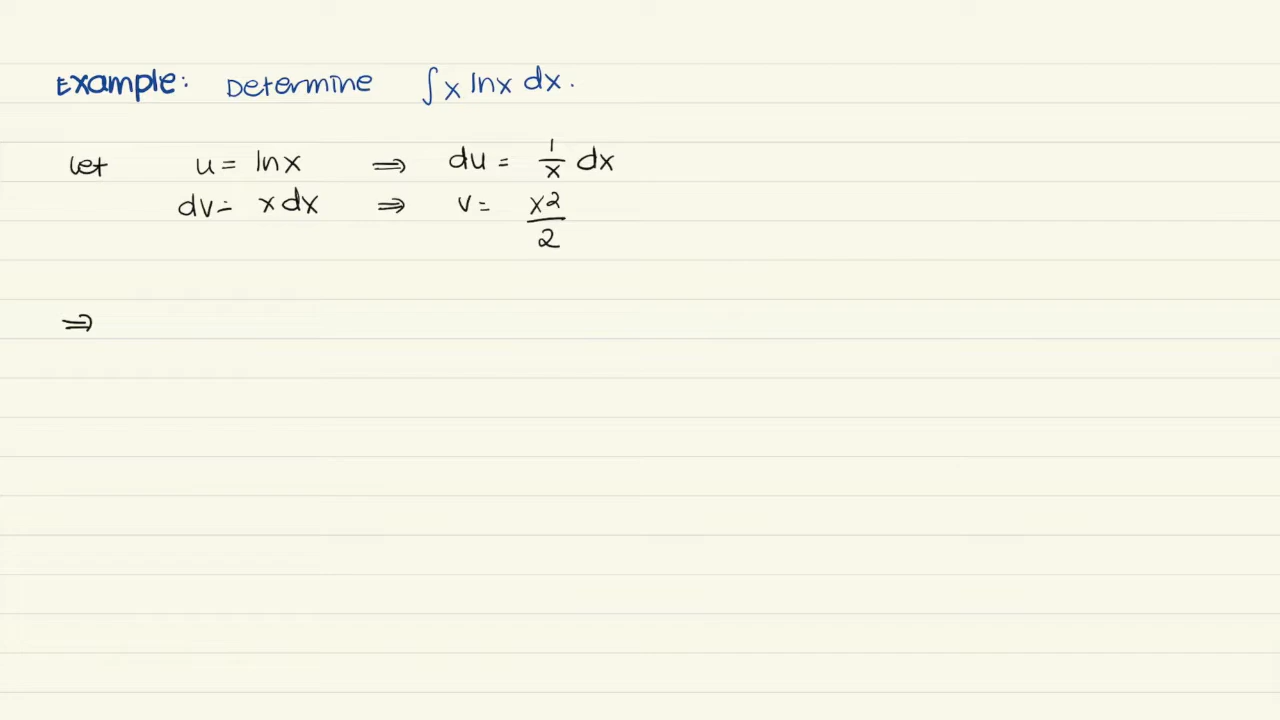 Example: Determine ∫ x lnx dx.
let u = lnx ⟹ du = 1/x dx
dv = x dx ⟹ v = x²/2
⟹